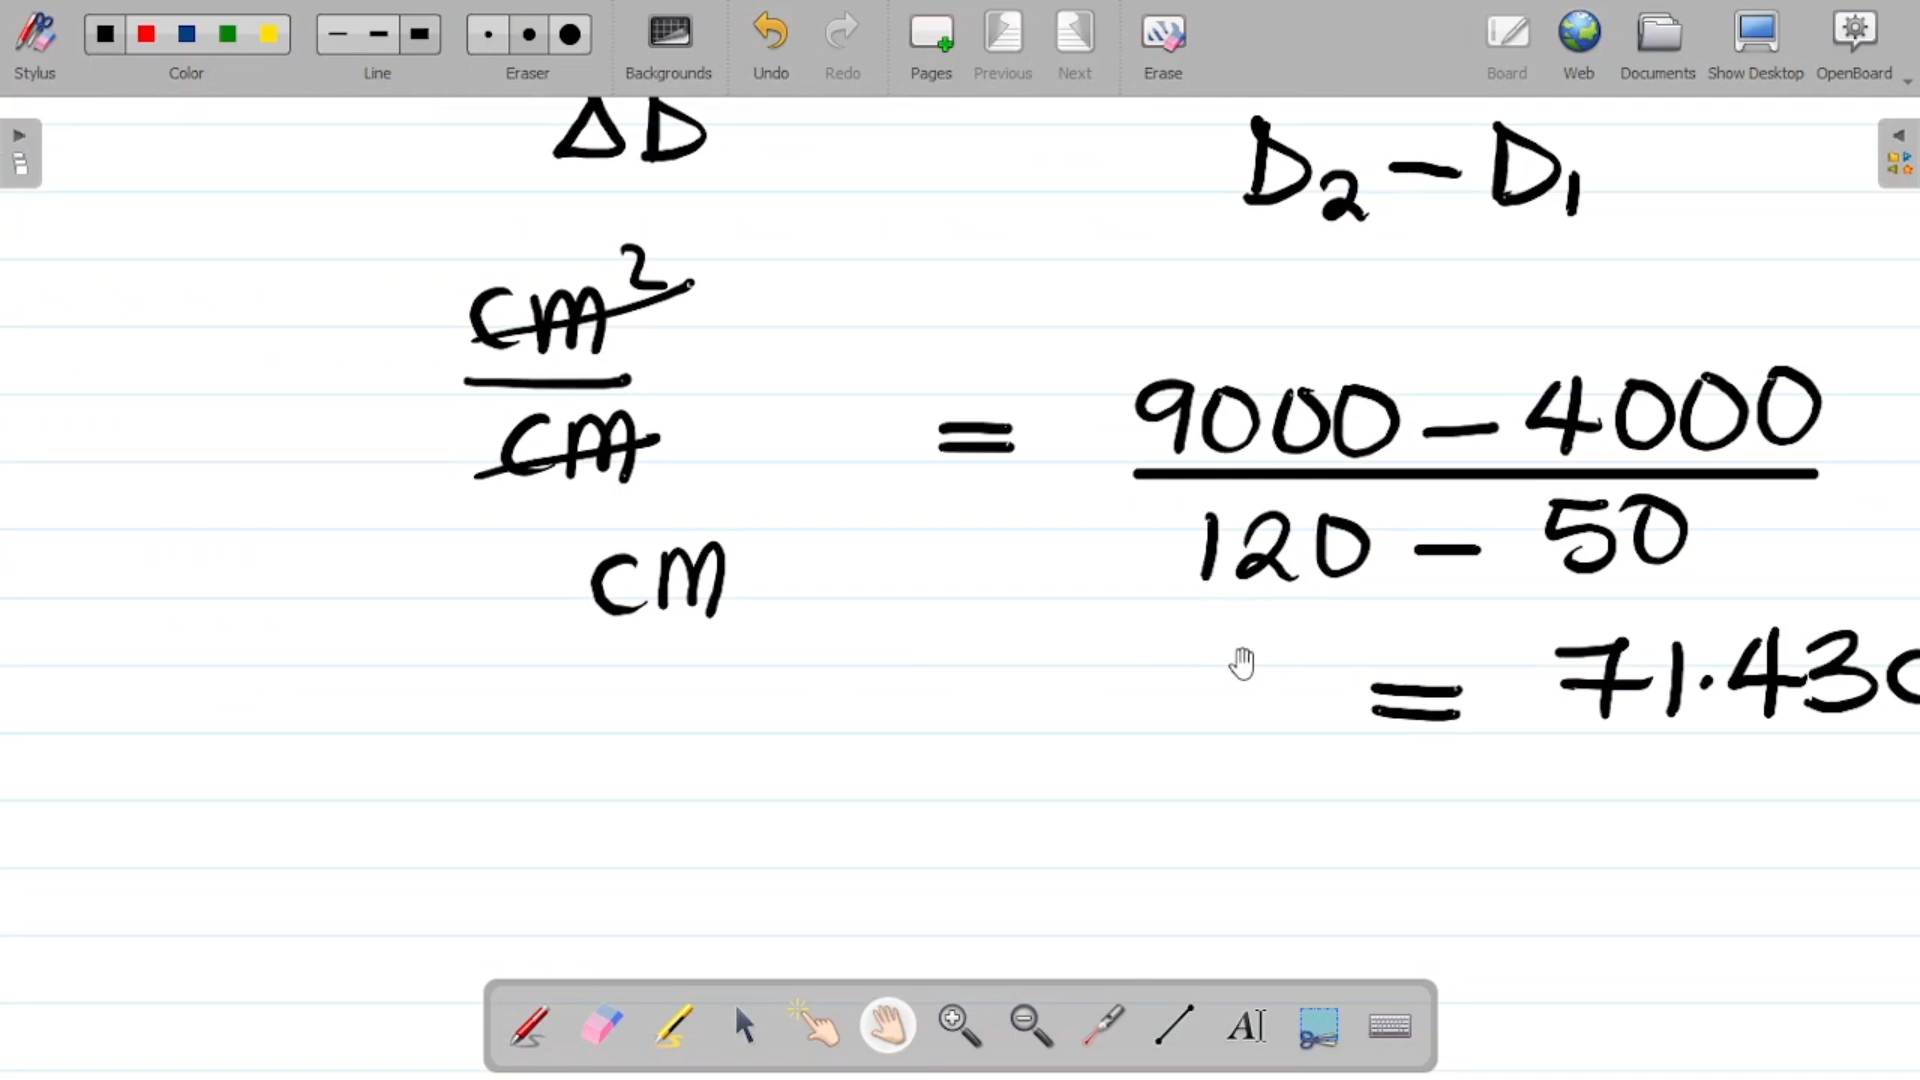 Stylus Color Line Eraser Backgrounds Undo Redo Pages Previous Next Erase Board Web Documents Show Desktop OpenBoard
ΔD
D₂ - D₁
cm²
cm
cm
= 9000 - 4000
120 - 50
= 71.43